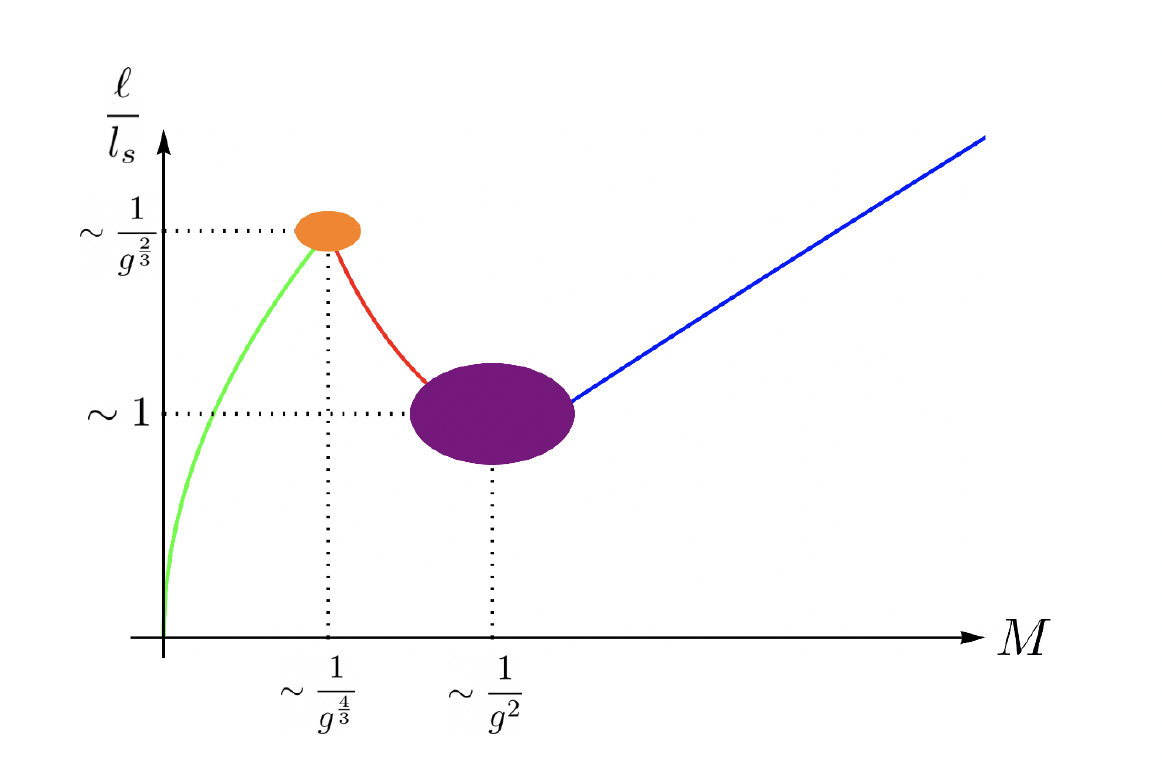 ℓ/l_s
∼ 1/g^{2/3}
∼ 1
M
∼ 1/g^{4/3}
∼ 1/g^2